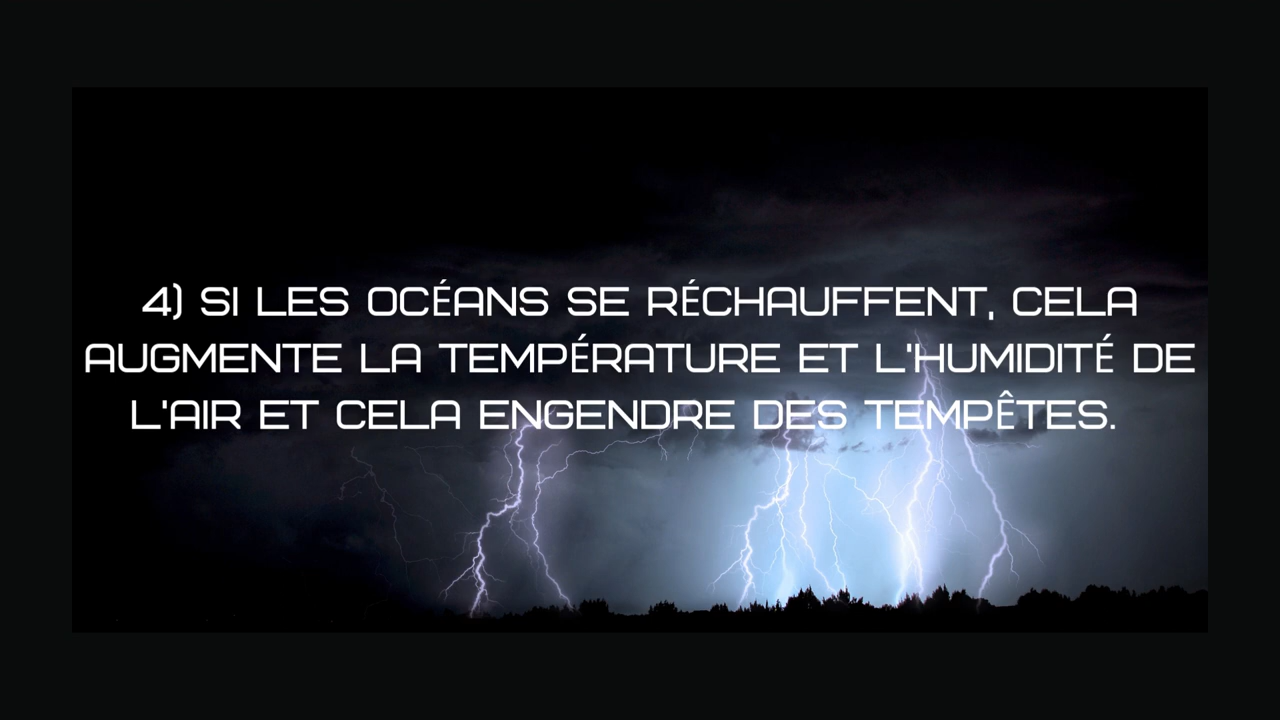 4) SI LES OCÉANS SE RÉCHAUFFENT, CELA
AUGMENTE LA TEMPÉRATURE ET L'HUMIDITÉ DE
L'AIR ET CELA ENGENDRE DES TEMPÊTES.